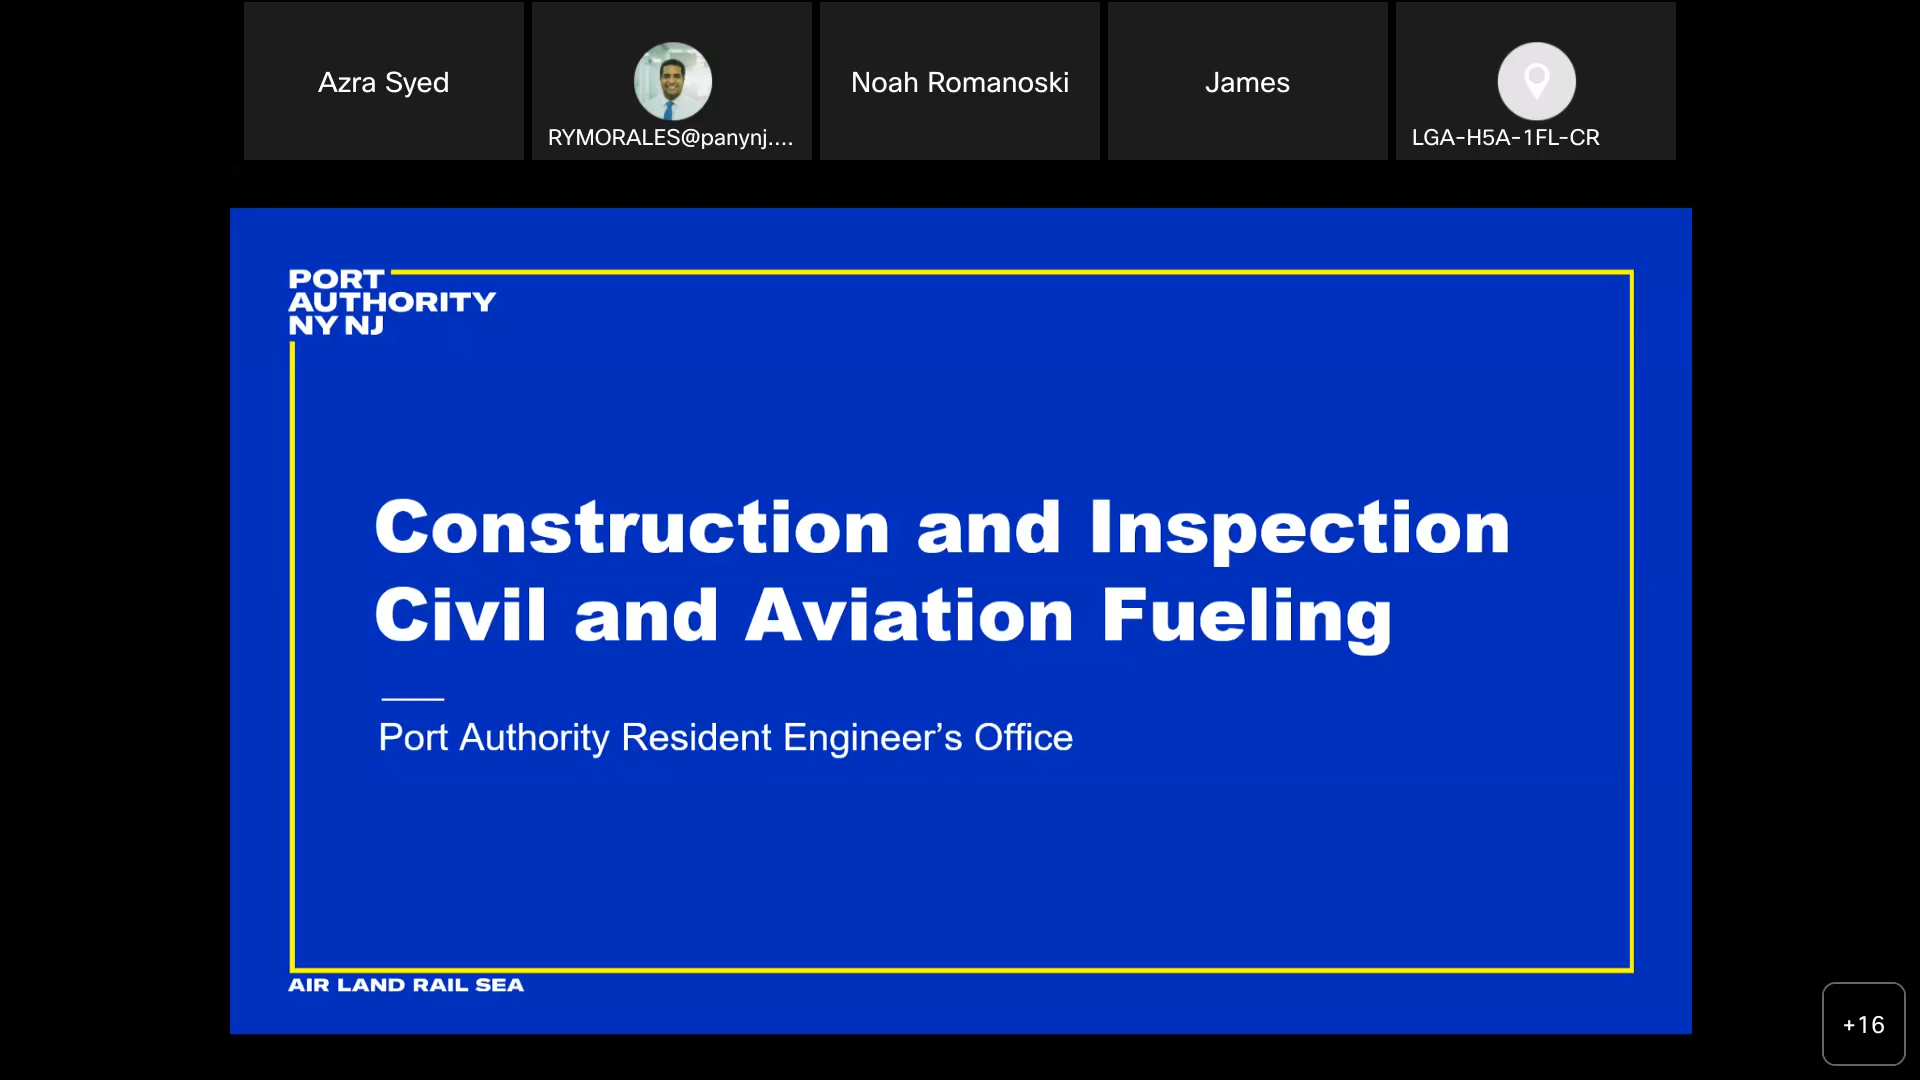 Azra Syed
RYMORALES@panynj....
Noah Romanoski
James
LGA-H5A-1FL-CR
PORT
AUTHORITY
NY NJ
Construction and Inspection
Civil and Aviation Fueling
Port Authority Resident Engineer’s Office
AIR LAND RAIL SEA
+16